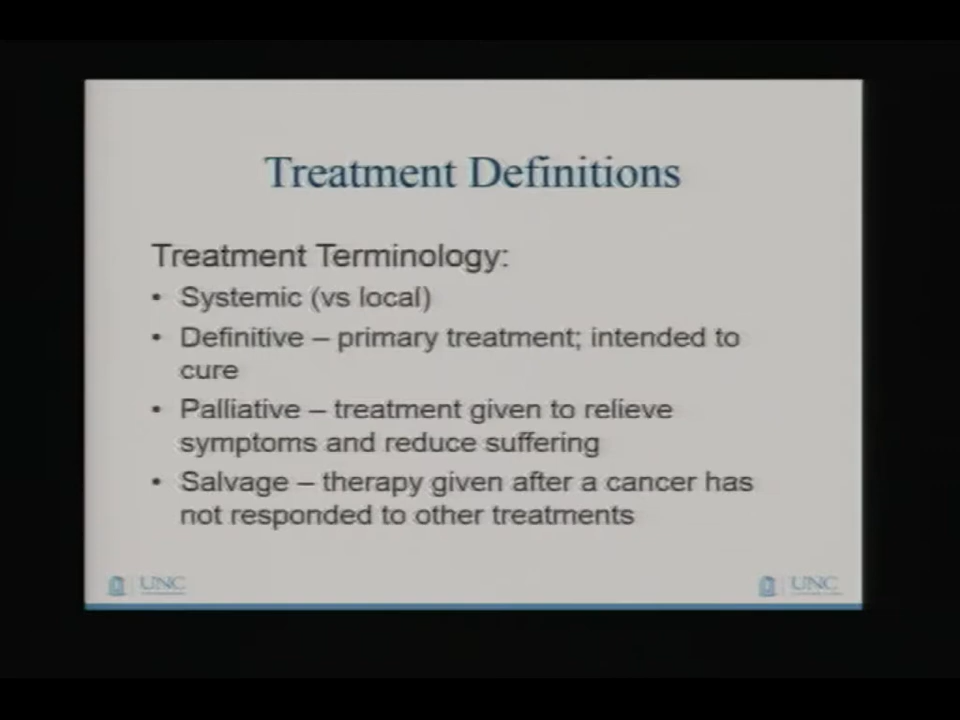 Treatment Definitions
Treatment Terminology:
• Systemic (vs local)
• Definitive – primary treatment; intended to
cure
• Palliative – treatment given to relieve
symptoms and reduce suffering
• Salvage – therapy given after a cancer has
not responded to other treatments
UNC
UNC